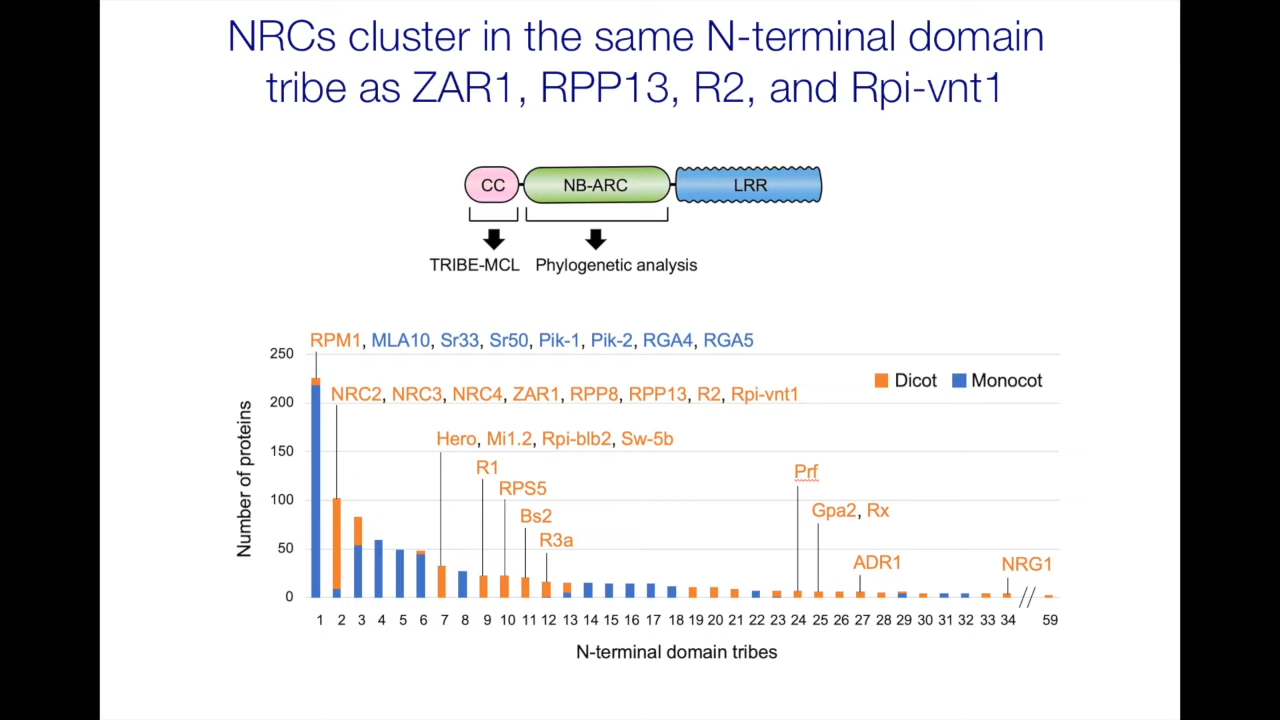 NRCs cluster in the same N-terminal domain
tribe as ZAR1, RPP13, R2, and Rpi-vnt1
CC
NB-ARC
LRR
TRIBE-MCL
Phylogenetic analysis
RPM1, MLA10, Sr33, Sr50, Pik-1, Pik-2, RGA4, RGA5
Dicot
Monocot
NRC2, NRC3, NRC4, ZAR1, RPP8, RPP13, R2, Rpi-vnt1
Hero, Mi1.2, Rpi-blb2, Sw-5b
R1
RPS5
Bs2
R3a
Prf
Gpa2, Rx
ADR1
NRG1
Number of proteins
250
200
150
100
50
0
1 2 3 4 5 6 7 8 9 10 11 12 13 14 15 16 17 18 19 20 21 22 23 24 25 26 27 28 29 30 31 32 33 34 // 59
N-terminal domain tribes